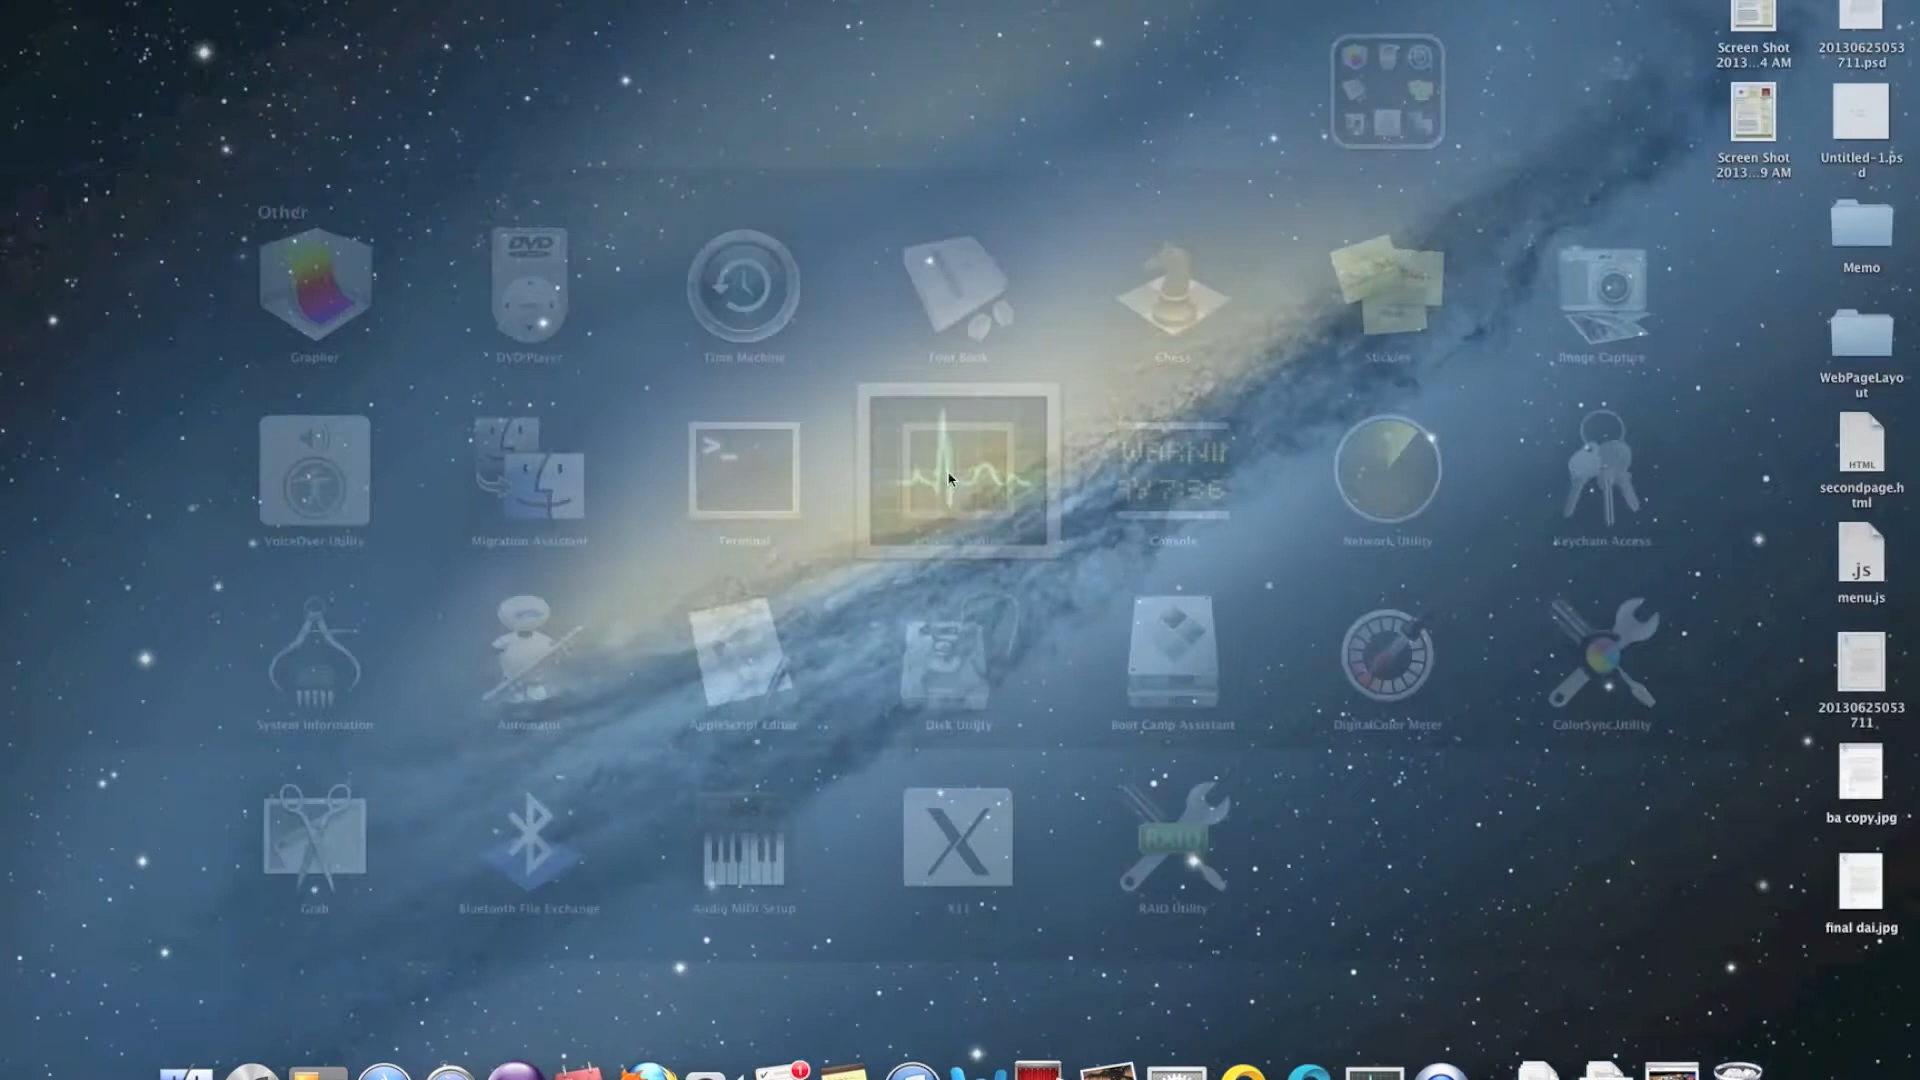 Screen Shot
2013...4 AM
20130625053
711.psd
Screen Shot
2013...9 AM
Untitled-1.ps
d
Other
DVD
Memo
Grapher
DVD Player
Time Machine
Font Book
Chess
Stickies
Image Capture
WebPageLayo
ut
>_
WARNI
HTML
secondpage.h
tml
VoiceOver Utility
Migration Assistant
Terminal
Console
Network Utility
Keychain Access
.js
menu.js
20130625053
711
System Information
Automator
AppleScript Editor
Disk Utility
Boot Camp Assistant
DigitalColor Meter
ColorSync Utility
ba copy.jpg
X
RAID
Grab
Bluetooth File Exchange
Audio MIDI Setup
X11
RAID Utility
final dai.jpg
1